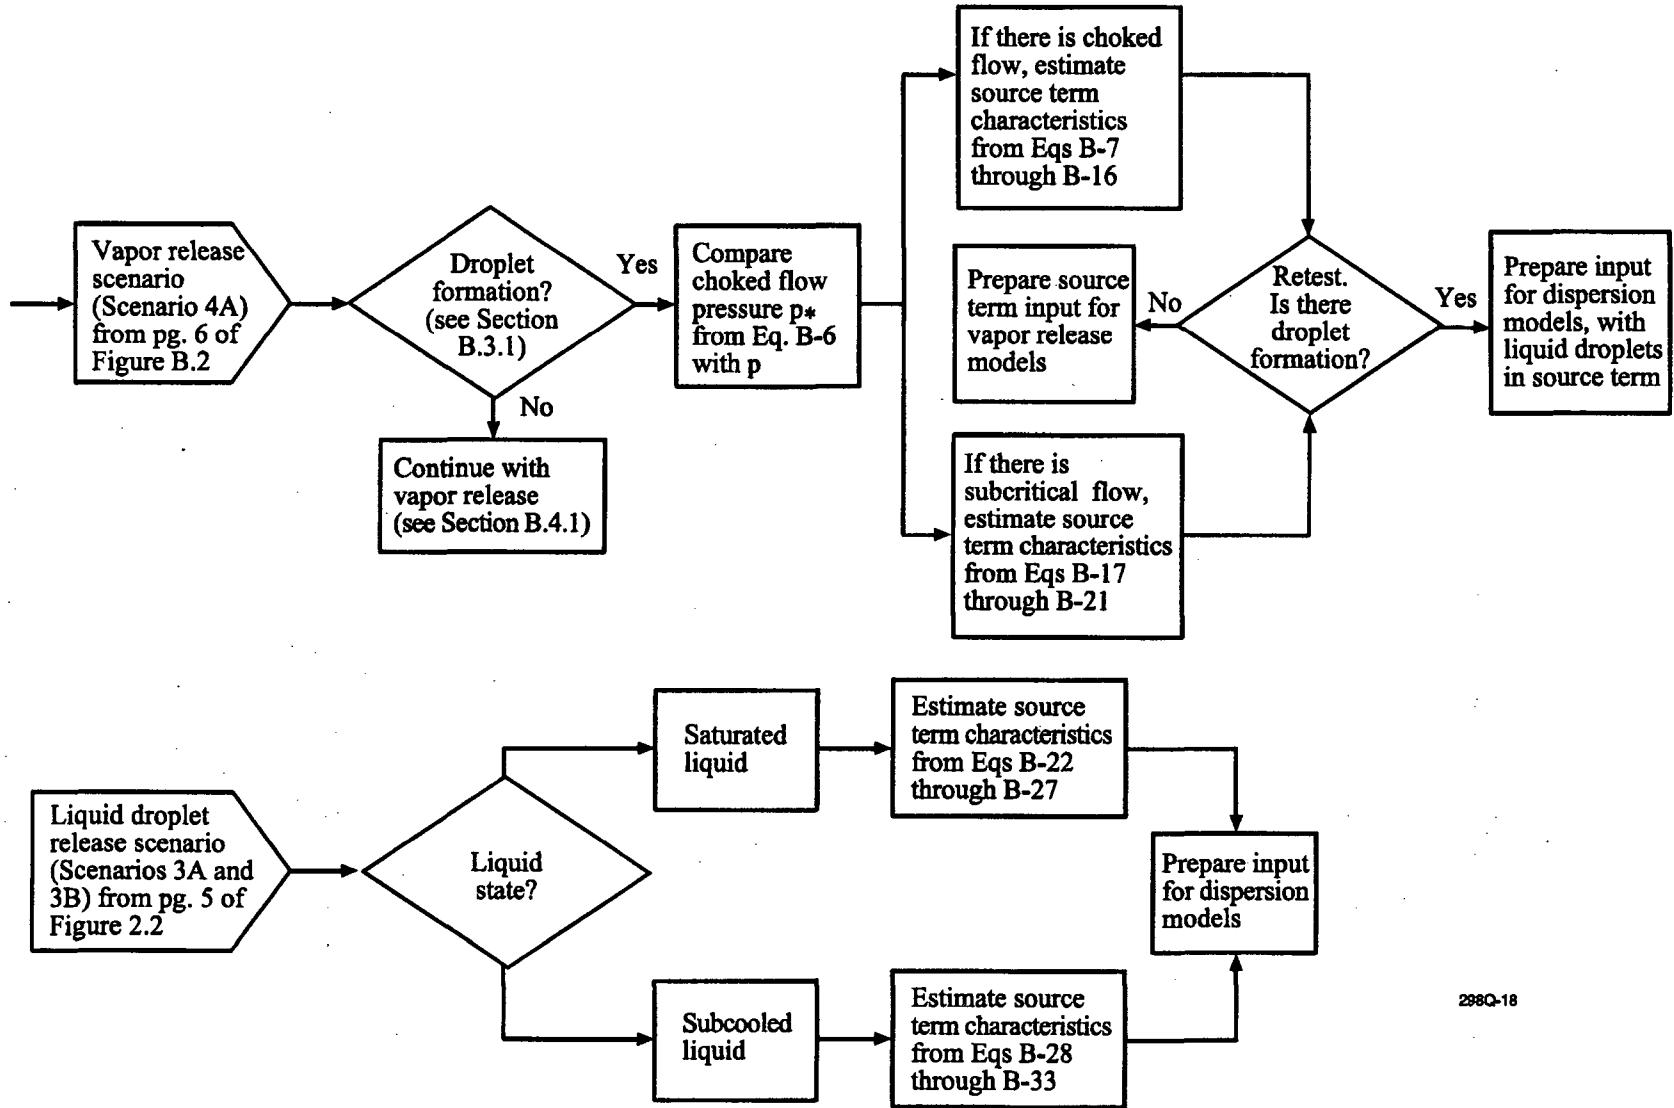 If there is choked
flow, estimate
source term
characteristics
from Eqs B-7
through B-16
Vapor release
scenario
(Scenario 4A)
from pg. 6 of
Figure B.2
Droplet
formation?
(see Section
B.3.1)
Yes
No
Continue with
vapor release
(see Section B.4.1)
Compare
choked flow
pressure p*
from Eq. B-6
with p
Prepare source
term input for
vapor release
models
No
Retest.
Is there
droplet
formation?
Yes
Prepare input
for dispersion
models, with
liquid droplets
in source term
If there is
subcritical flow,
estimate source
term characteristics
from Eqs B-17
through B-21
Liquid droplet
release scenario
(Scenarios 3A and
3B) from pg. 5 of
Figure 2.2
Liquid
state?
Saturated
liquid
Estimate source
term characteristics
from Eqs B-22
through B-27
Prepare input
for dispersion
models
Subcooled
liquid
Estimate source
term characteristics
from Eqs B-28
through B-33
298Q-18